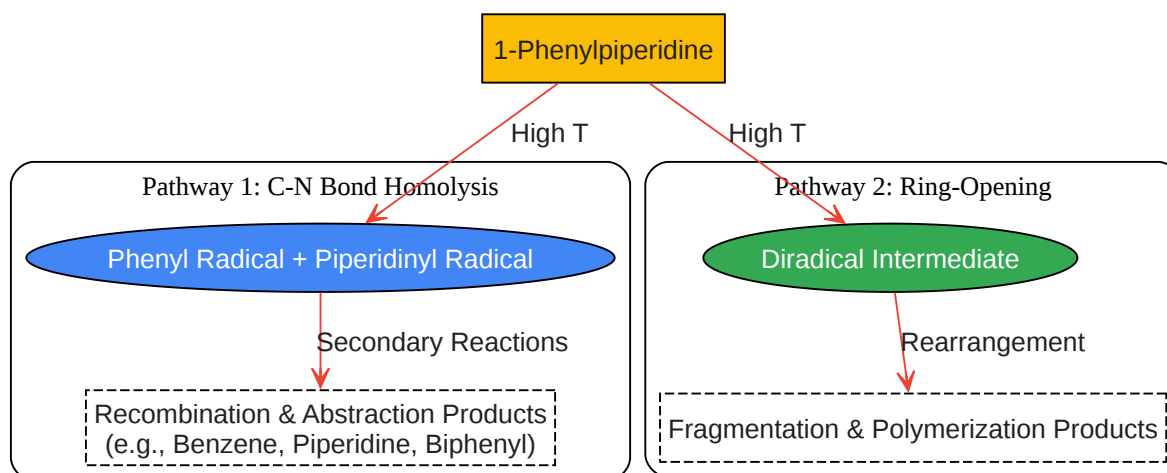 1-Phenylpiperidine
High T
High T
Pathway 1: C-N Bond Homolysis
Pathway 2: Ring-Opening
Phenyl Radical + Piperidinyl Radical
Diradical Intermediate
Secondary Reactions
Rearrangement
Recombination & Abstraction Products
(e.g., Benzene, Piperidine, Biphenyl)
Fragmentation & Polymerization Products